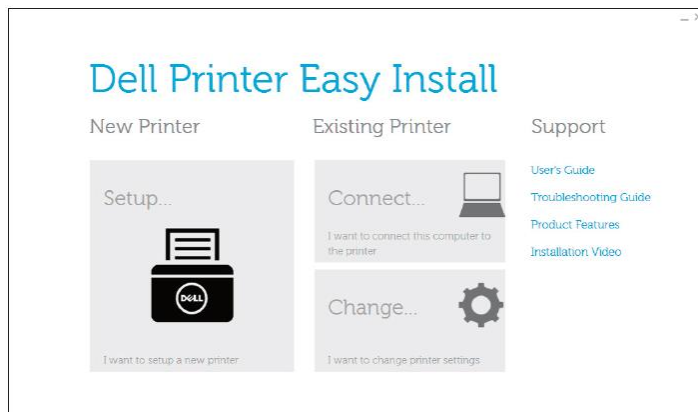 Dell Printer Easy Install
New Printer
Setup...
DELL
I want to setup a new printer
Existing Printer
Connect...
I want to connect this computer to
the printer
Change...
I want to change printer settings
Support
User's Guide
Troubleshooting Guide
Product Features
Installation Video